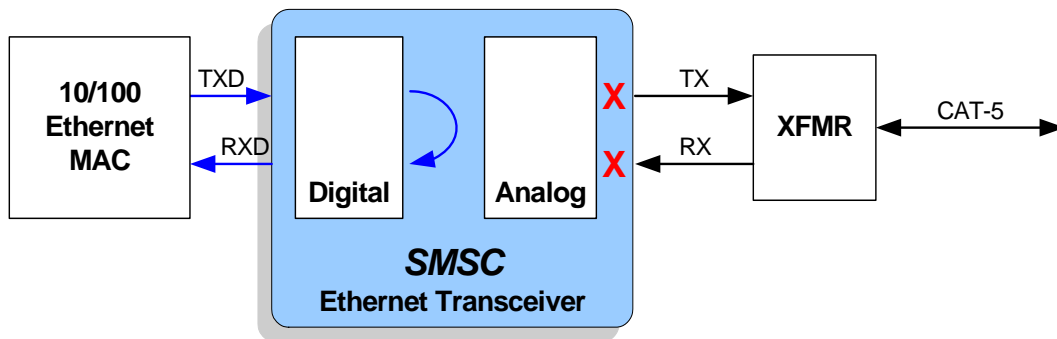 10/100
Ethernet
MAC
TXD
RXD
Digital
Analog
X
X
TX
RX
XFMR
CAT-5
SMSC
Ethernet Transceiver